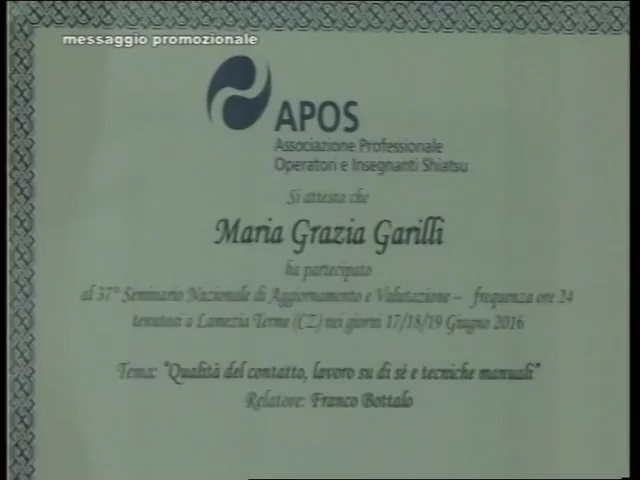 messaggio promozionale
APOS
Associazione Professionale
Operatori e Insegnanti Shiatsu
Si attesta che
Maria Grazia Garilli
ha partecipato
al 37° Seminario Nazionale di Aggiornamento e Valutazione – frequenza ore 24
tenutosi a Lamezia Terme (CZ) nei giorni 17/18/19 Giugno 2016
Tema: "Qualità del contatto, lavoro su di sé e tecniche manuali"
Relatore: Franco Bottalo